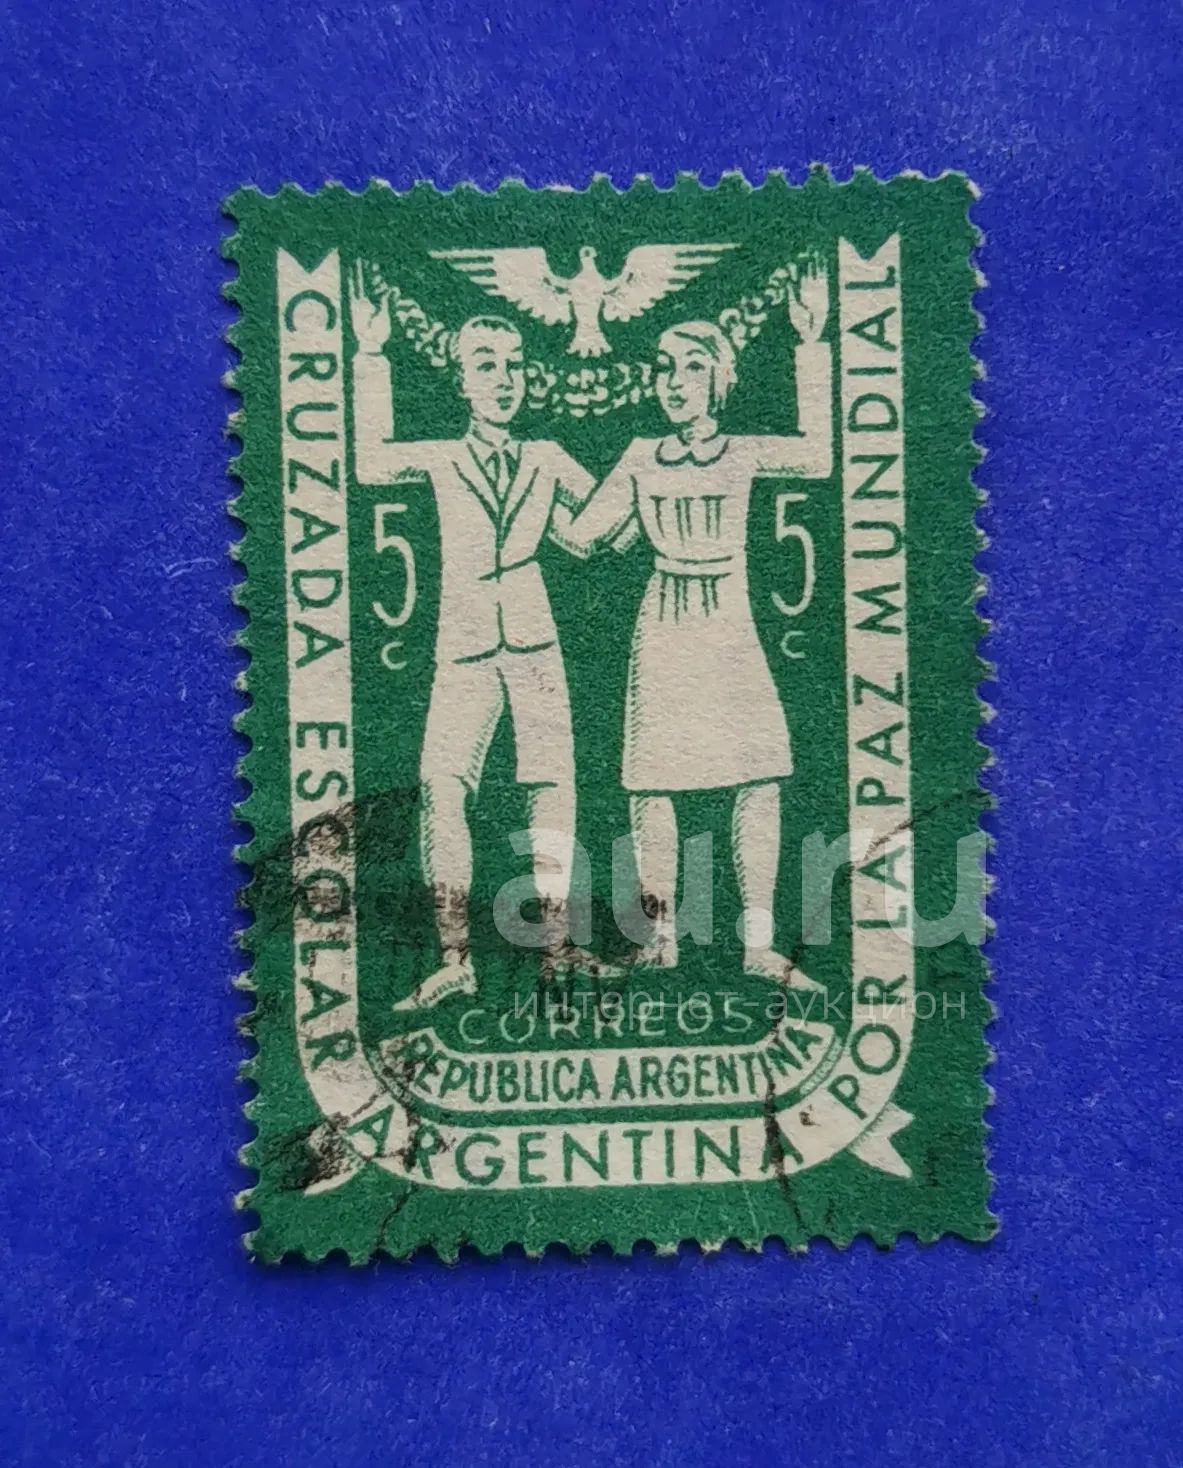 CRUZADA ESCOLAR ARGENTINA POR LA PAZ MUNDIAL
5 c
5 c
CORREOS
REPUBLICA ARGENTINA
au.ru
интернет-аукцион